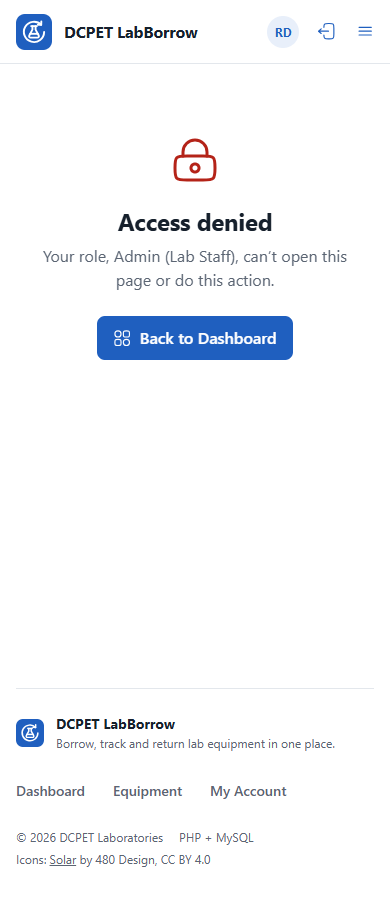 DCPET LabBorrow
RD
Access denied
Your role, Admin (Lab Staff), can’t open this
page or do this action.
Back to Dashboard
DCPET LabBorrow
Borrow, track and return lab equipment in one place.
Dashboard Equipment My Account
© 2026 DCPET Laboratories PHP + MySQL
Icons: Solar by 480 Design, CC BY 4.0